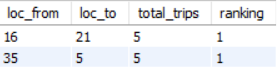 loc_from loc_to total_trips ranking
16 21 5 1
35 5 5 1